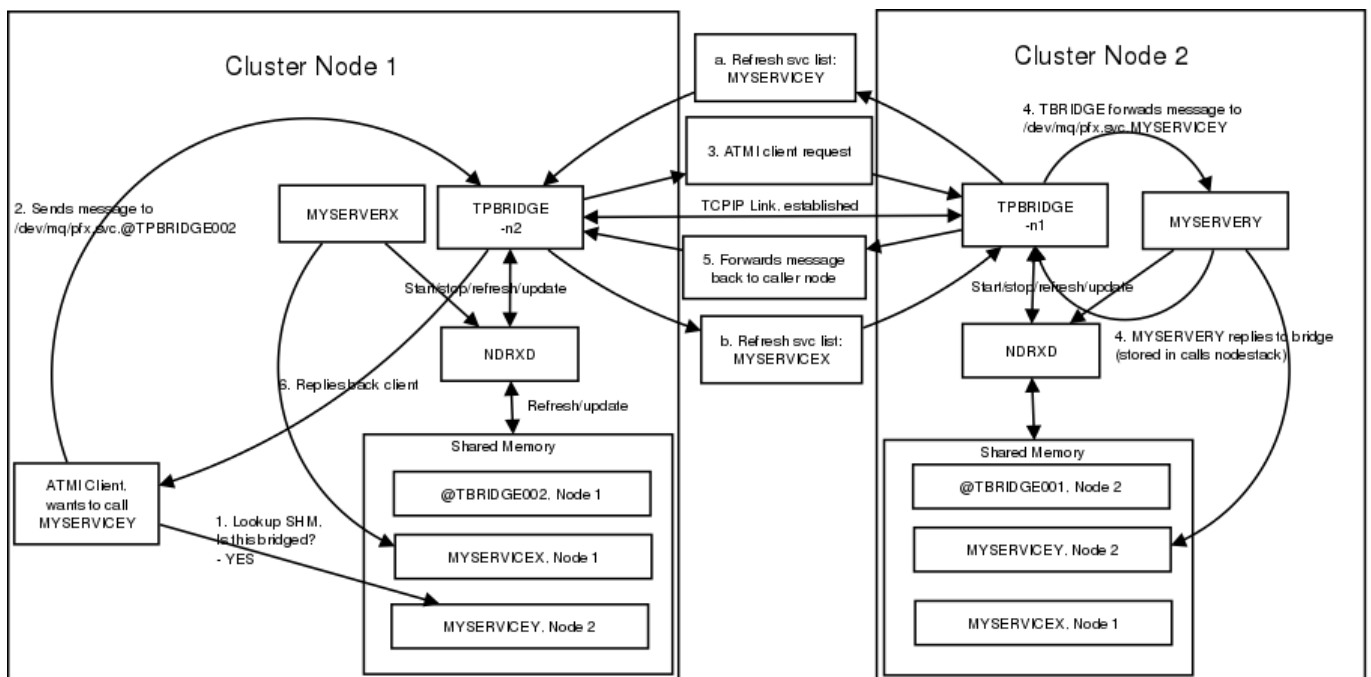 Cluster Node 1
Cluster Node 2
a. Refresh svc list:
MYSERVICEY
4. TBRIDGE forwads message to
/dev/mq/pfx.svc.MYSERVICEY
3. ATMI client request
2. Sends message to
/dev/mq/pfx.svc.@TPBRIDGE002
MYSERVERX
TPBRIDGE
-n2
TCPIP Link. established
TPBRIDGE
-n1
MYSERVERY
5. Forwards message
back to caller node
Start/stop/refresh/update
Start/stop/refresh/update
NDRXD
b. Refresh svc list:
MYSERVICEX
NDRXD
4. MYSERVERY replies to bridge
(stored in calls nodestack)
6. Replies back client
Refresh/update
Shared Memory
Shared Memory
ATMI Client.
wants to call
MYSERVICEY
@TBRIDGE002. Node 1
@TBRIDGE001. Node 2
1. Lookup SHM.
Is this bridged?
- YES
MYSERVICEX. Node 1
MYSERVICEY. Node 2
MYSERVICEY. Node 2
MYSERVICEX. Node 1